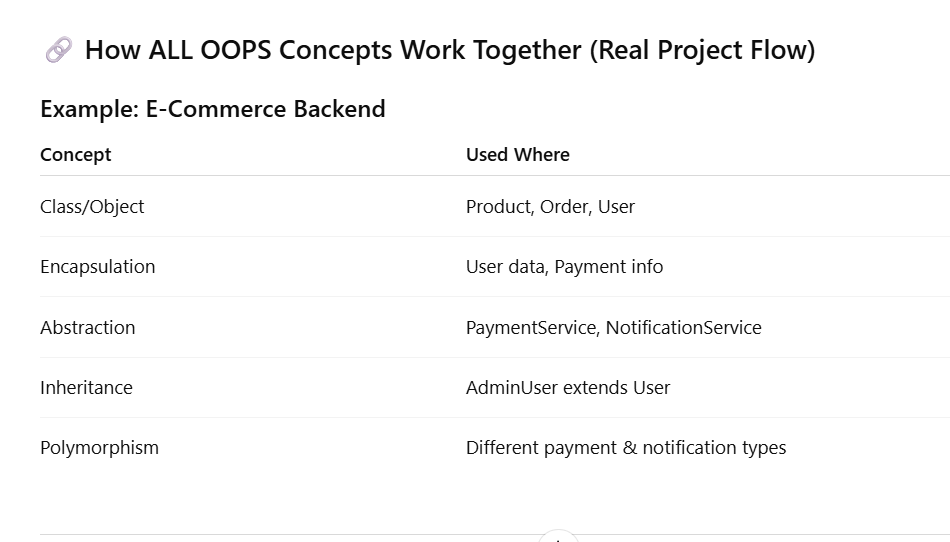 🔗 How ALL OOPS Concepts Work Together (Real Project Flow)
Example: E-Commerce Backend
Concept Used Where
Class/Object Product, Order, User
Encapsulation User data, Payment info
Abstraction PaymentService, NotificationService
Inheritance AdminUser extends User
Polymorphism Different payment & notification types